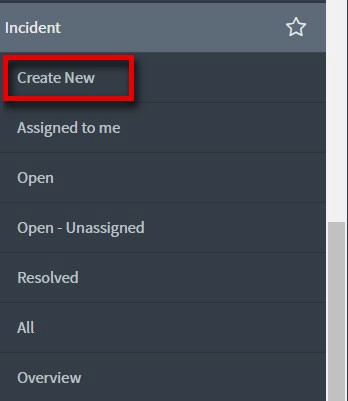 Incident
Create New
Assigned to me
Open
Open - Unassigned
Resolved
All
Overview